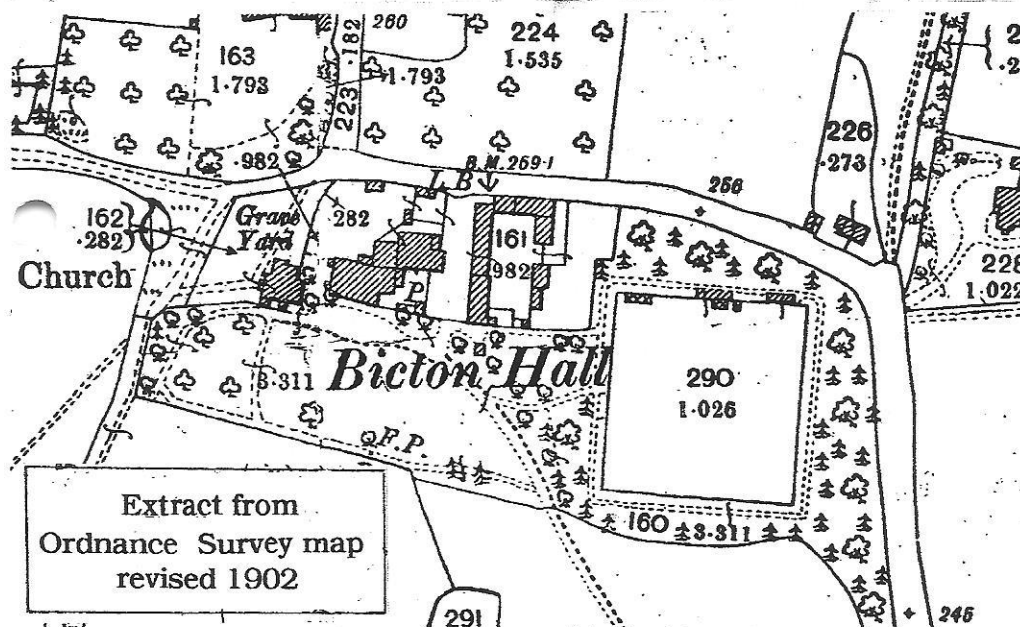 260
224
1·535
163
1·793
223·182
1·793
·982
B.M. 269·1
L B
226
·273
256
162
·282
Grave
Yard
282
161
982
Church
P
228
1·022
Bicton Hall
3·311
290
1·026
F.P.
Extract from
Ordnance Survey map
revised 1902
160
3·311
291
245